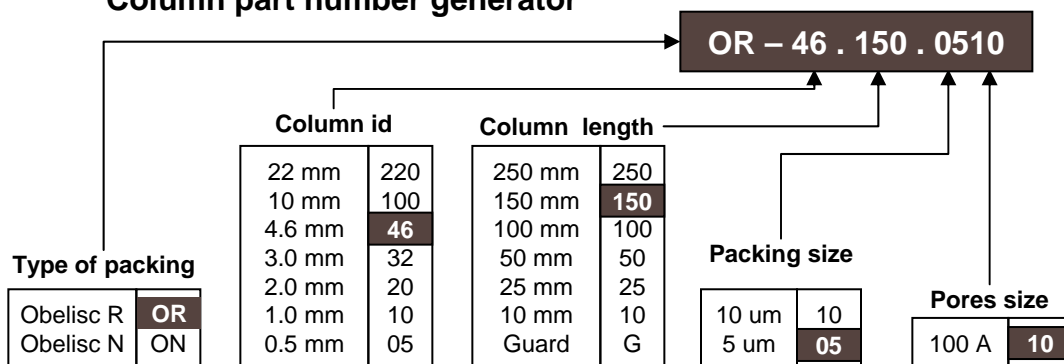 Column part number generator
OR – 46 . 150 . 0510
Column id
22 mm 220
10 mm 100
4.6 mm 46
3.0 mm 32
2.0 mm 20
1.0 mm 10
0.5 mm 05
Column length
250 mm 250
150 mm 150
100 mm 100
50 mm 50
25 mm 25
10 mm 10
Guard G
Type of packing
Obelisc R OR
Obelisc N ON
Packing size
10 um 10
5 um 05
Pores size
100 A 10